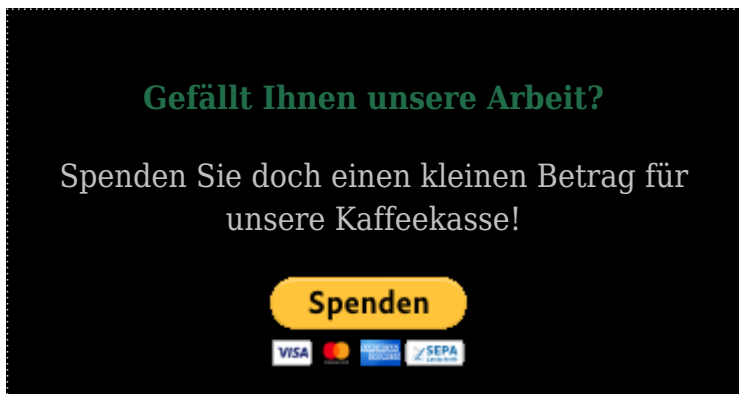 Gefällt Ihnen unsere Arbeit?
Spenden Sie doch einen kleinen Betrag für
unsere Kaffeekasse!
Spenden
VISA SEPA